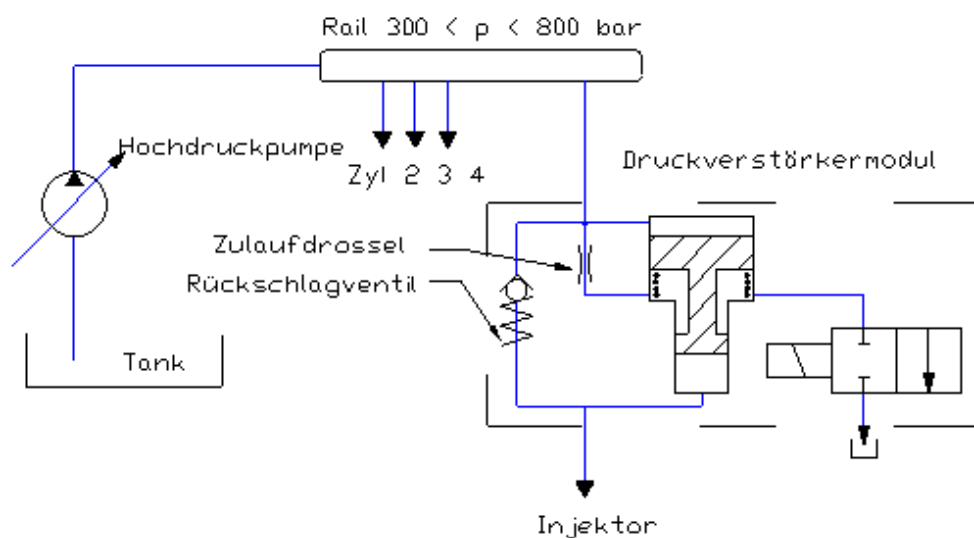 Rail 300 < p < 800 bar
Hochdruckpumpe
Zyl 2 3 4
Druckverstörkermodul
Zulaufdrossel
Rückschlagventil
Tank
Injektor